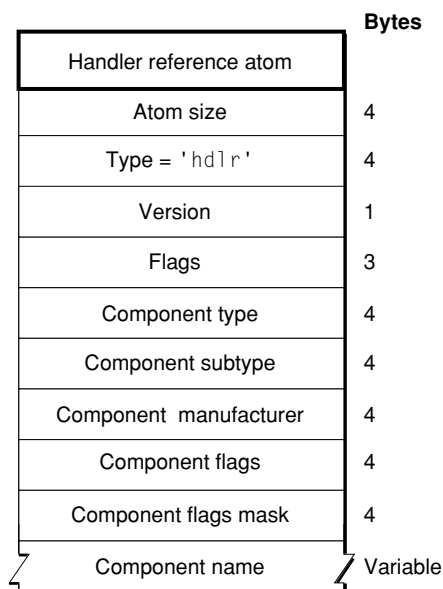 Bytes
Handler reference atom
Atom size 4
Type = 'hdlr' 4
Version 1
Flags 3
Component type 4
Component subtype 4
Component manufacturer 4
Component flags 4
Component flags mask 4
Component name Variable